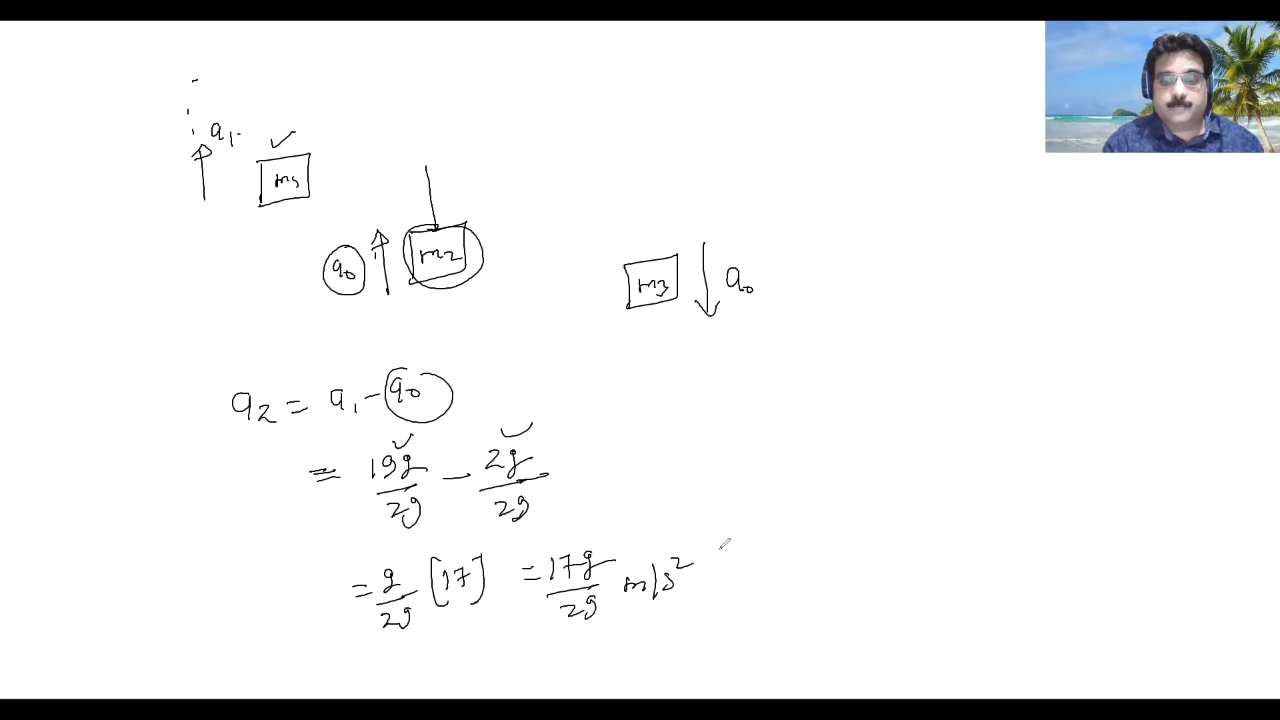 a₁
m₁
a₀ m₂
m₃ a₀
a₂ = a₁ - a₀
= 19g/29 - 2g/29
= g/29 [17] = 17g/29 m/s²